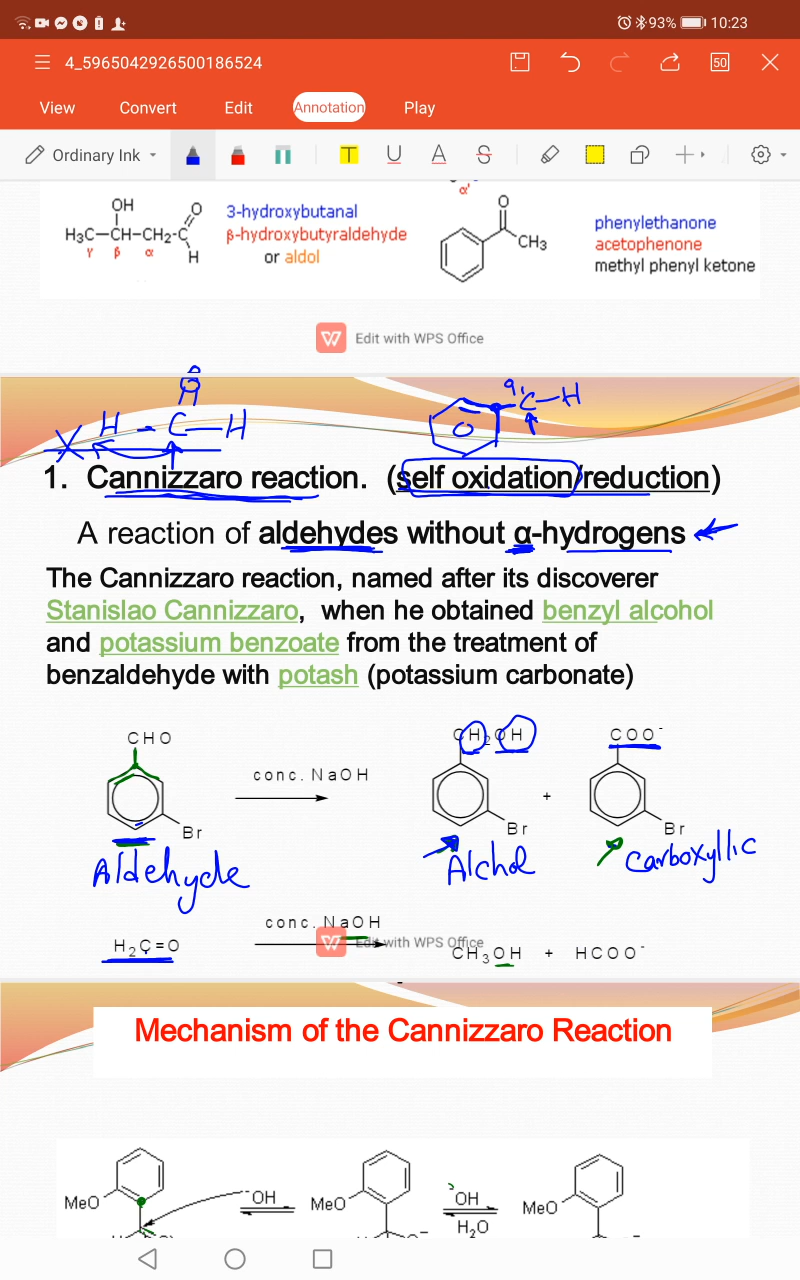 93% 10:23
4_5965042926500186524 50
View Convert Edit Annotation Play
Ordinary Ink T U A S
OH O
H3C—CH—CH2-C
H
γ β α
3-hydroxybutanal
β-hydroxybutyraldehyde
or aldol
α'
O
CH3
phenylethanone
acetophenone
methyl phenyl ketone
Edit with WPS Office
H - C - H
C - H
1. Cannizzaro reaction. (self oxidation/reduction)
A reaction of aldehydes without α-hydrogens
The Cannizzaro reaction, named after its discoverer
Stanislao Cannizzaro, when he obtained benzyl alcohol
and potassium benzoate from the treatment of
benzaldehyde with potash (potassium carbonate)
CHO
conc. NaOH
CH2OH
COO-
+
Br Br Br
Aldehyde
Alchol
Carboxyllic
H2C=O
conc. NaOH
Edit with WPS Office
CH3OH + HCOO-
Mechanism of the Cannizzaro Reaction
MeO
-OH
MeO
-OH
H2O
MeO